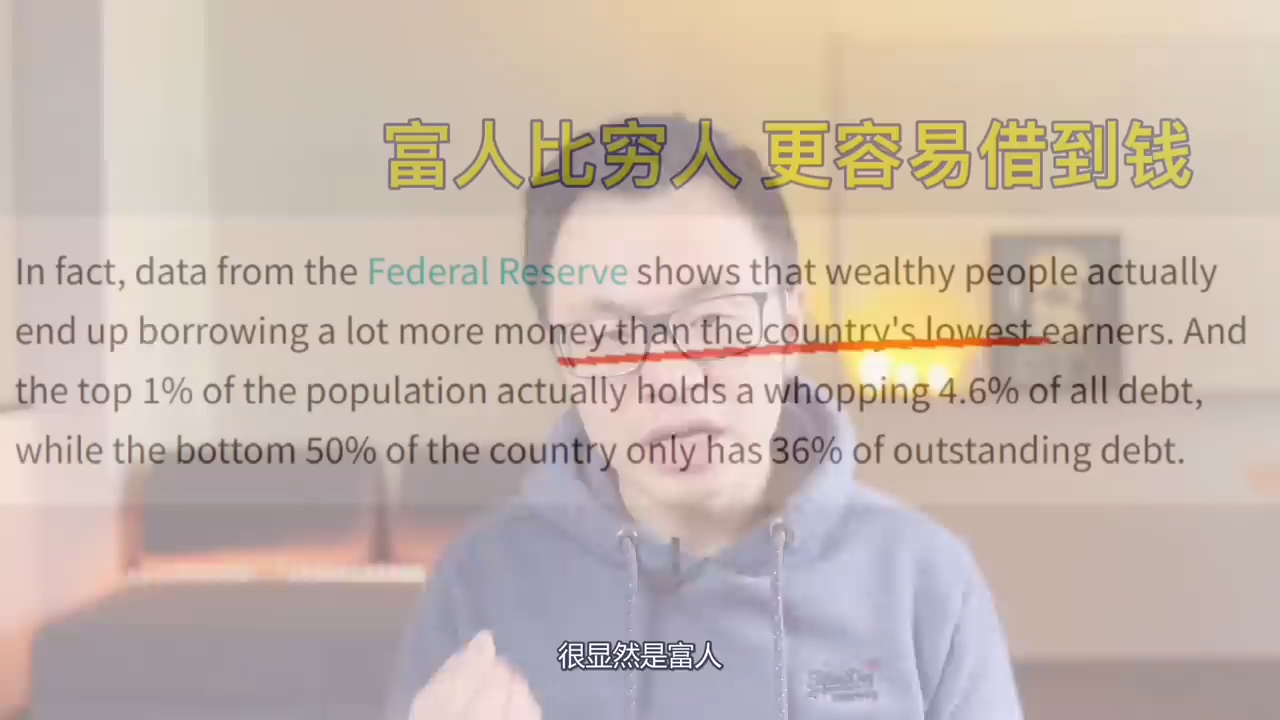 富人比穷人 更容易借到钱
In fact, data from the Federal Reserve shows that wealthy people actually
end up borrowing a lot more money than the country's lowest earners. And
the top 1% of the population actually holds a whopping 4.6% of all debt,
while the bottom 50% of the country only has 36% of outstanding debt.
很显然是富人